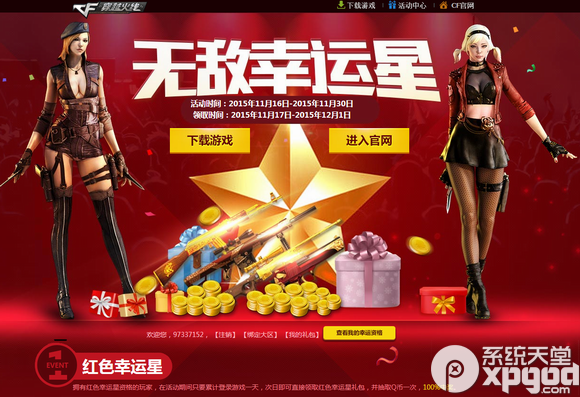 CF 穿越火线
下载游戏 活动中心 CF官网
无敌幸运星
活动时间：2015年11月16日-2015年11月30日
领取时间：2015年11月17日-2015年12月1日
下载游戏 进入官网
欢迎您，97337152，【注销】【绑定大区】【我的礼包】 查看我的幸运资格
EVENT 1 红色幸运星
拥有红色幸运星资格的玩家，在活动期间只要累计登录游戏一天，次日即可直接领取红色幸运星礼包，并抽取Q币一次，100%
系统天堂
xpgod.com